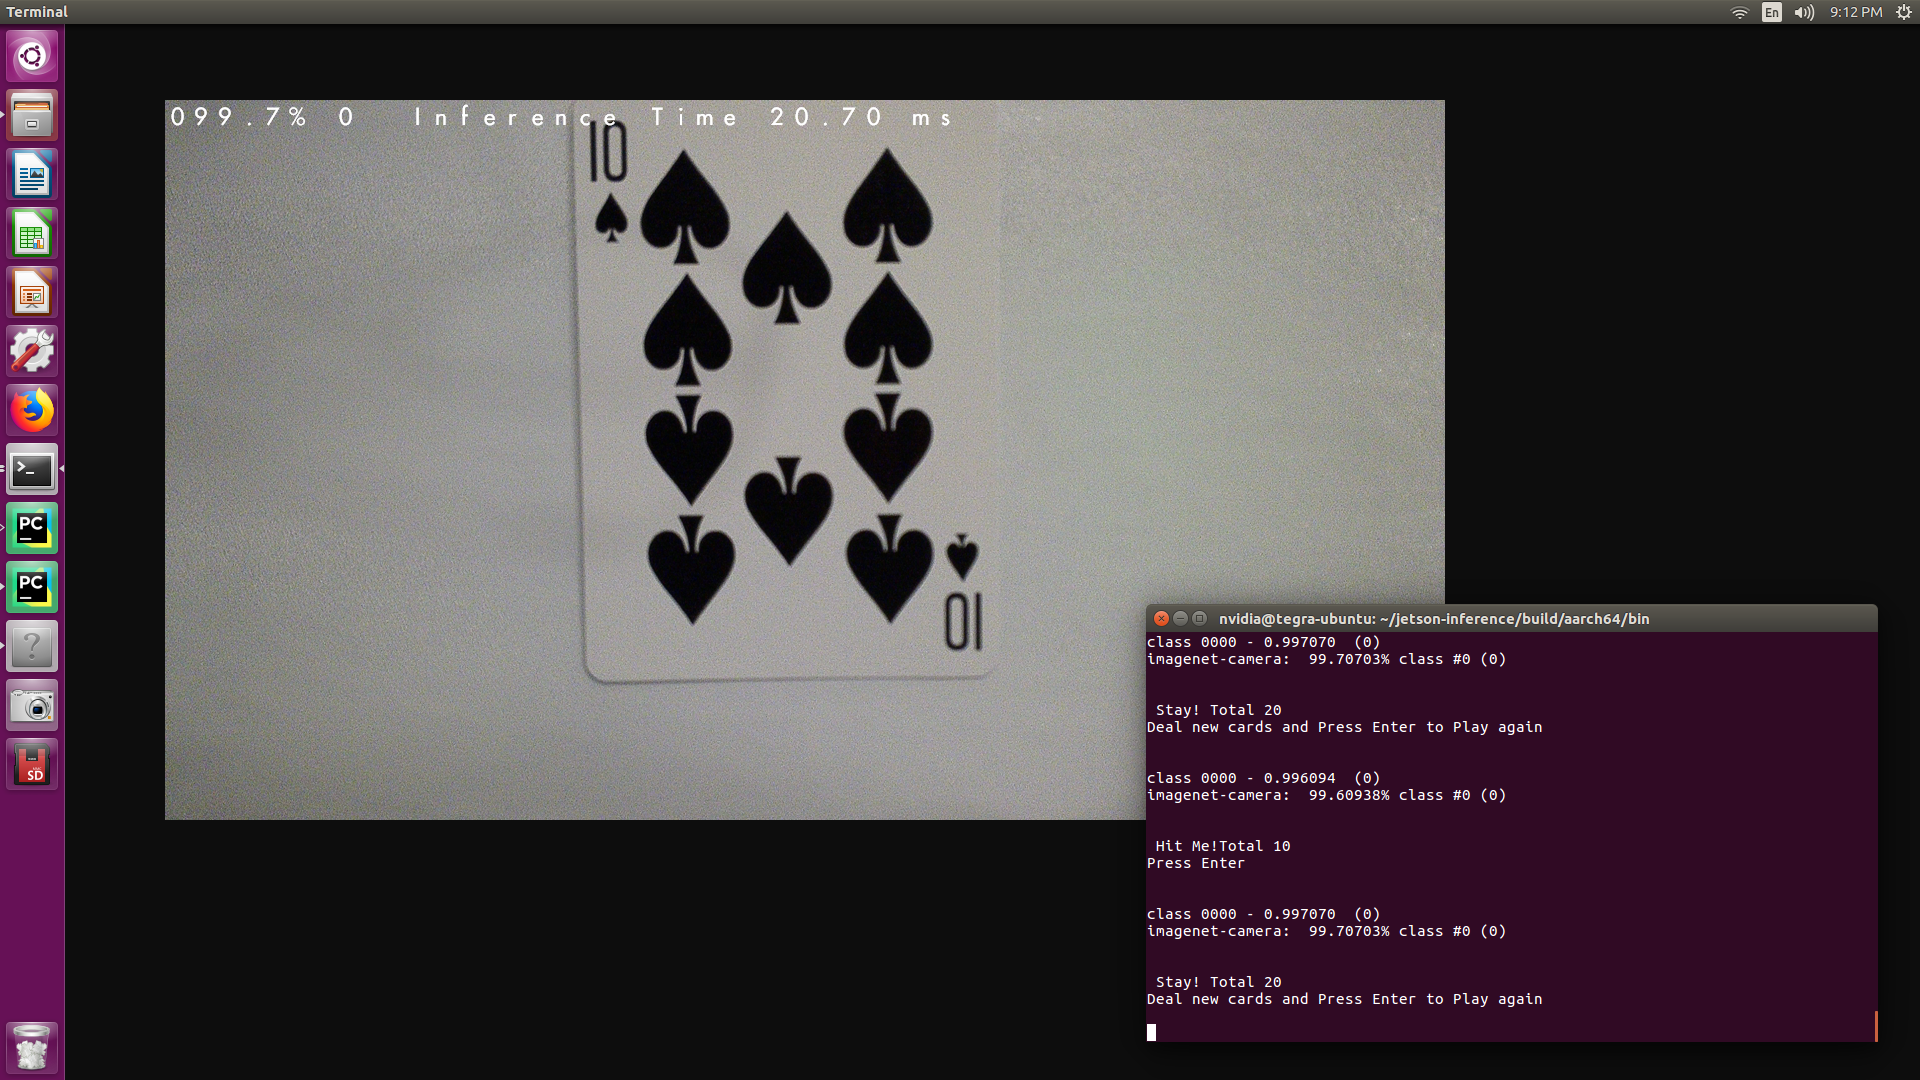 Terminal
En
9:12 PM
099.7% 0 Inference Time 20.70 ms
10
10
PC
PC
SD
nvidia@tegra-ubuntu: ~/jetson-inference/build/aarch64/bin
class 0000 - 0.997070 (0)
imagenet-camera: 99.70703% class #0 (0)
Stay! Total 20
Deal new cards and Press Enter to Play again
class 0000 - 0.996094 (0)
imagenet-camera: 99.60938% class #0 (0)
Hit Me!Total 10
Press Enter
class 0000 - 0.997070 (0)
imagenet-camera: 99.70703% class #0 (0)
Stay! Total 20
Deal new cards and Press Enter to Play again